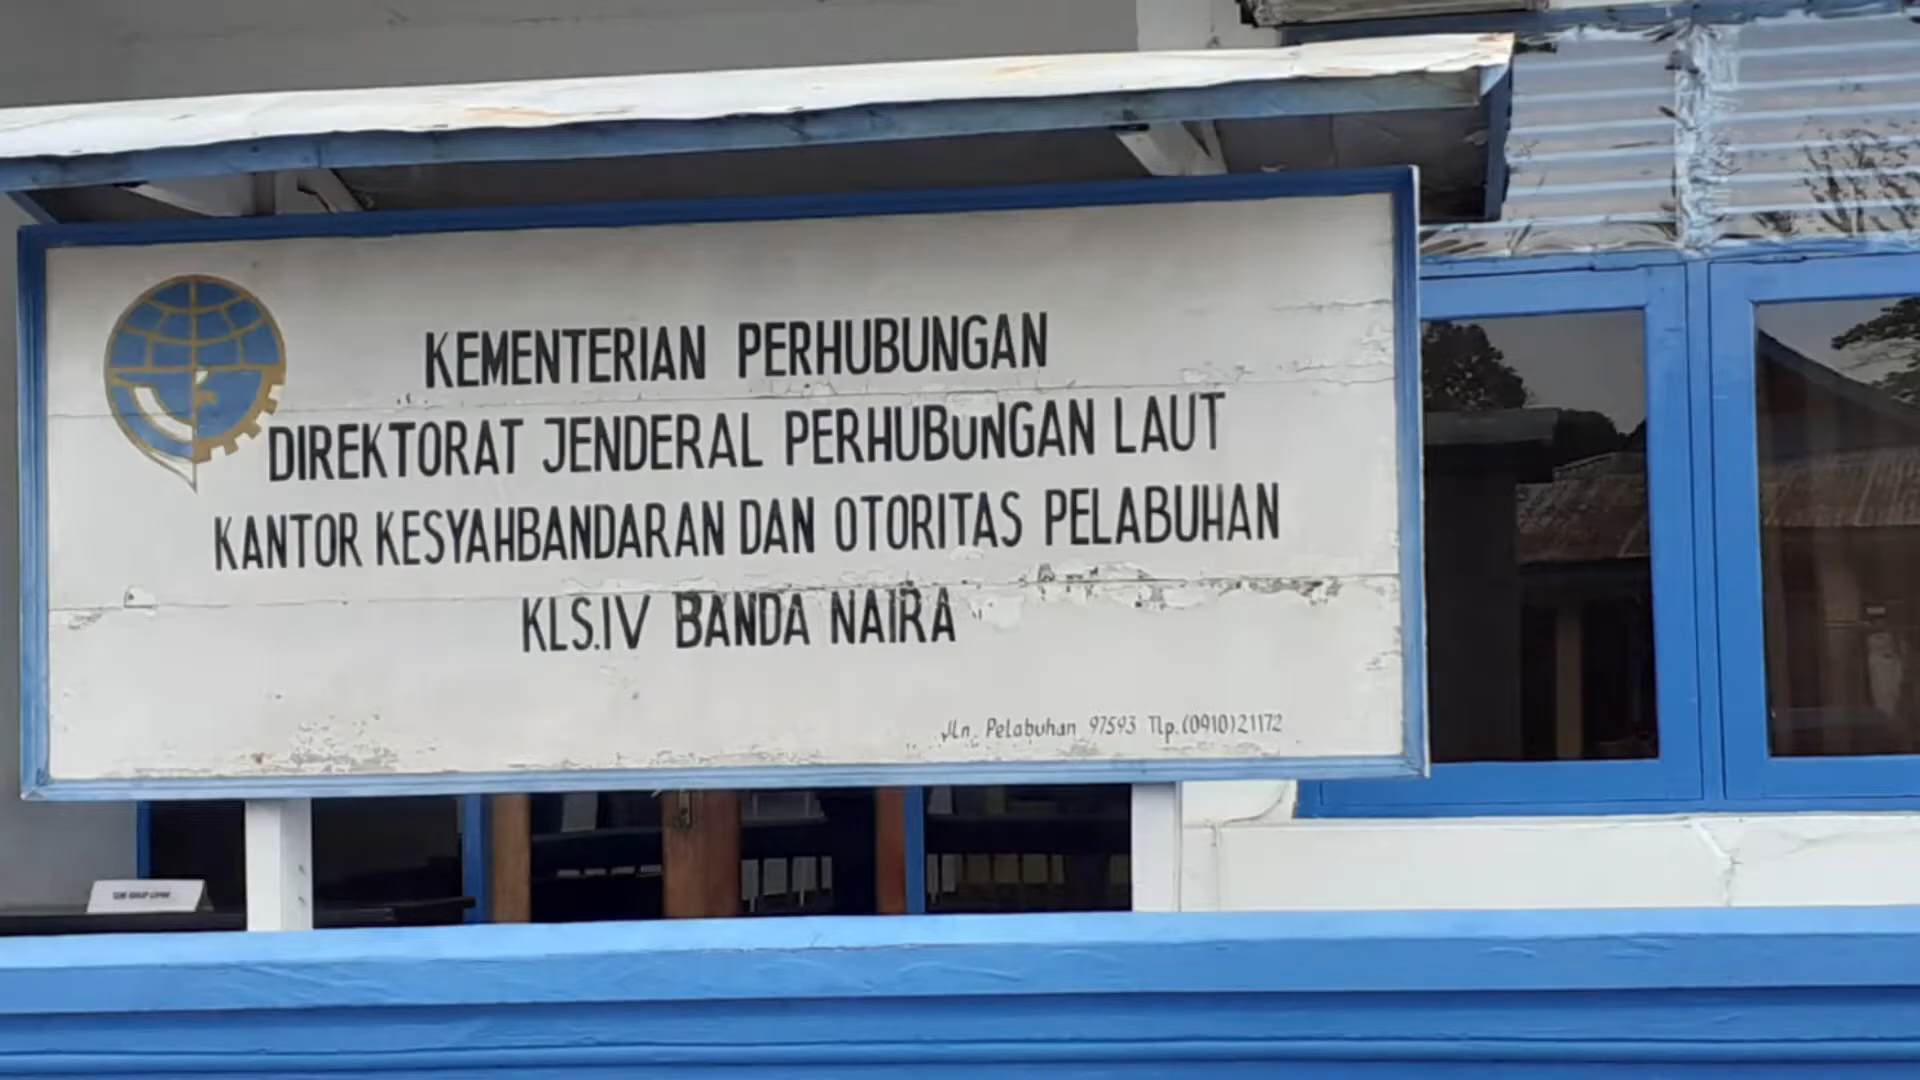 KEMENTERIAN PERHUBUNGAN
DIREKTORAT JENDERAL PERHUBUNGAN LAUT
KANTOR KESYAHBANDARAN DAN OTORITAS PELABUHAN
KLS.IV BANDA NAIRA
Jln. Pelabuhan 97593 Tlp.(0910)21172